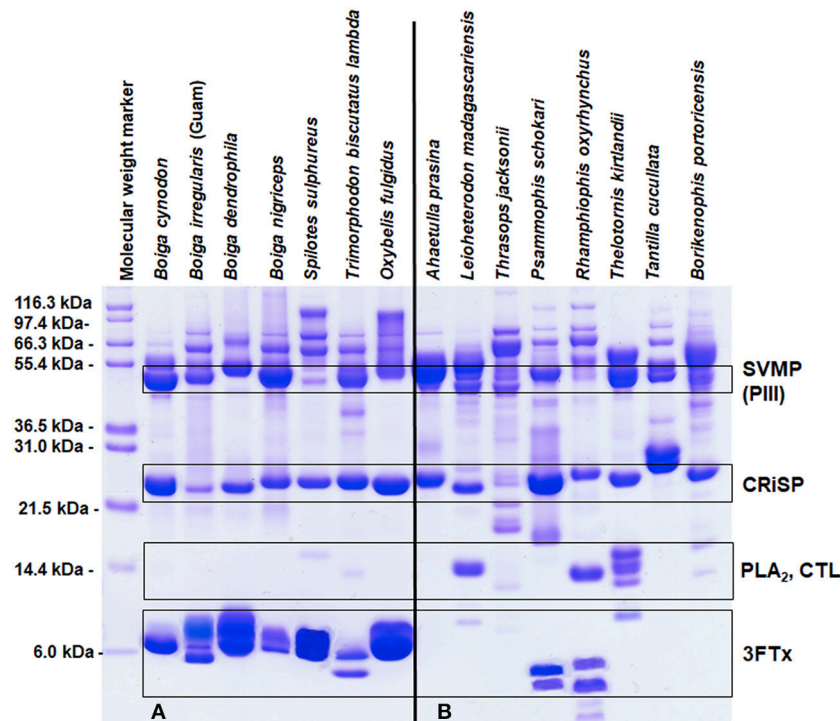 Molecular weight marker
Boiga cynodon
Boiga irregularis (Guam)
Boiga dendrophila
Boiga nigriceps
Spilotes sulphureus
Trimorphodon biscutatus lambda
Oxybelis fulgidus
Ahaetulla prasina
Leioheterodon madagascariensis
Thrasops jacksonii
Psammophis schokari
Rhamphiophis oxyrhynchus
Thelotornis kirtlandii
Tantilla cucullata
Borikenophis portoricensis
116.3 kDa
97.4 kDa-
66.3 kDa -
55.4 kDa -
36.5 kDa -
31.0 kDa -
21.5 kDa -
14.4 kDa -
6.0 kDa -
SVMP
(PIII)
CRiSP
PLA₂, CTL
3FTx
A
B